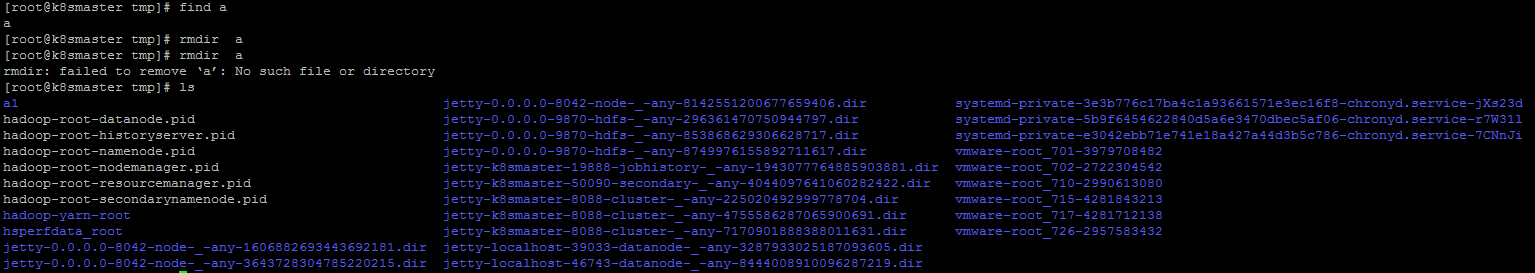 [root@k8smaster tmp]# find a
a
[root@k8smaster tmp]# rmdir  a
[root@k8smaster tmp]# rmdir  a
rmdir: failed to remove ‘a’: No such file or directory
[root@k8smaster tmp]# ls
a1 jetty-0.0.0.0-8042-node-_-any-8142551200677659406.dir systemd-private-3e3b776c17ba4c1a93661571e3ec16f8-chronyd.service-jXs23d
hadoop-root-datanode.pid jetty-0.0.0.0-9870-hdfs-_-any-296361470750944797.dir systemd-private-5b9f6454622840d5a6e3470dbec5af06-chronyd.service-r7W31l
hadoop-root-historyserver.pid jetty-0.0.0.0-9870-hdfs-_-any-853868629306628717.dir systemd-private-e3042ebb71e741e18a427a44d3b5c786-chronyd.service-7CNnJi
hadoop-root-namenode.pid jetty-0.0.0.0-9870-hdfs-_-any-8749976155892711617.dir vmware-root_701-3979708482
hadoop-root-nodemanager.pid jetty-k8smaster-19888-jobhistory-_-any-1943077764885903881.dir vmware-root_702-2722304542
hadoop-root-resourcemanager.pid jetty-k8smaster-50090-secondary-_-any-4044097641060282422.dir vmware-root_710-2990613080
hadoop-root-secondarynamenode.pid jetty-k8smaster-8088-cluster-_-any-225020492999778704.dir vmware-root_715-4281843213
hadoop-yarn-root jetty-k8smaster-8088-cluster-_-any-4755586287065900691.dir vmware-root_717-4281712138
hsperfdata_root jetty-k8smaster-8088-cluster-_-any-7170901888388011631.dir vmware-root_726-2957583432
jetty-0.0.0.0-8042-node-_-any-1606882693443692181.dir jetty-localhost-39033-datanode-_-any-3287933025187093605.dir
jetty-0.0.0.0-8042-node-_-any-3643728304785220215.dir jetty-localhost-46743-datanode-_-any-8444008910096287219.dir